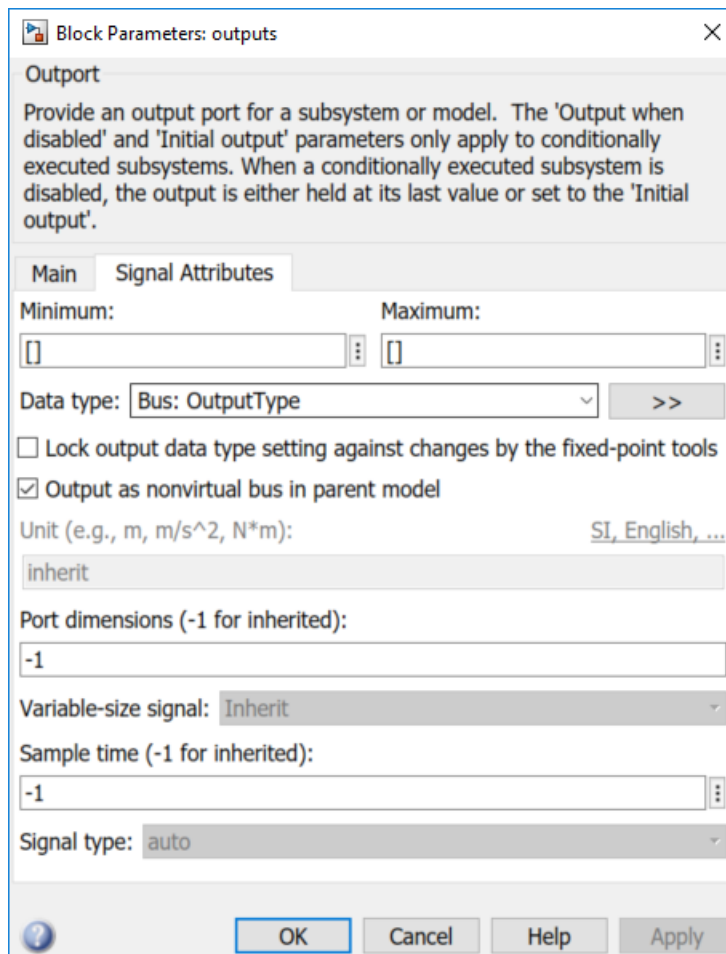 Block Parameters: outputs
Outport
Provide an output port for a subsystem or model. The 'Output when
disabled' and 'Initial output' parameters only apply to conditionally
executed subsystems. When a conditionally executed subsystem is
disabled, the output is either held at its last value or set to the 'Initial
output'.
Main Signal Attributes
Minimum: Maximum:
[] []
Data type: Bus: OutputType >>
Lock output data type setting against changes by the fixed-point tools
Output as nonvirtual bus in parent model
Unit (e.g., m, m/s^2, N*m): SI, English, ...
inherit
Port dimensions (-1 for inherited):
-1
Variable-size signal: Inherit
Sample time (-1 for inherited):
-1
Signal type: auto
? OK Cancel Help Apply